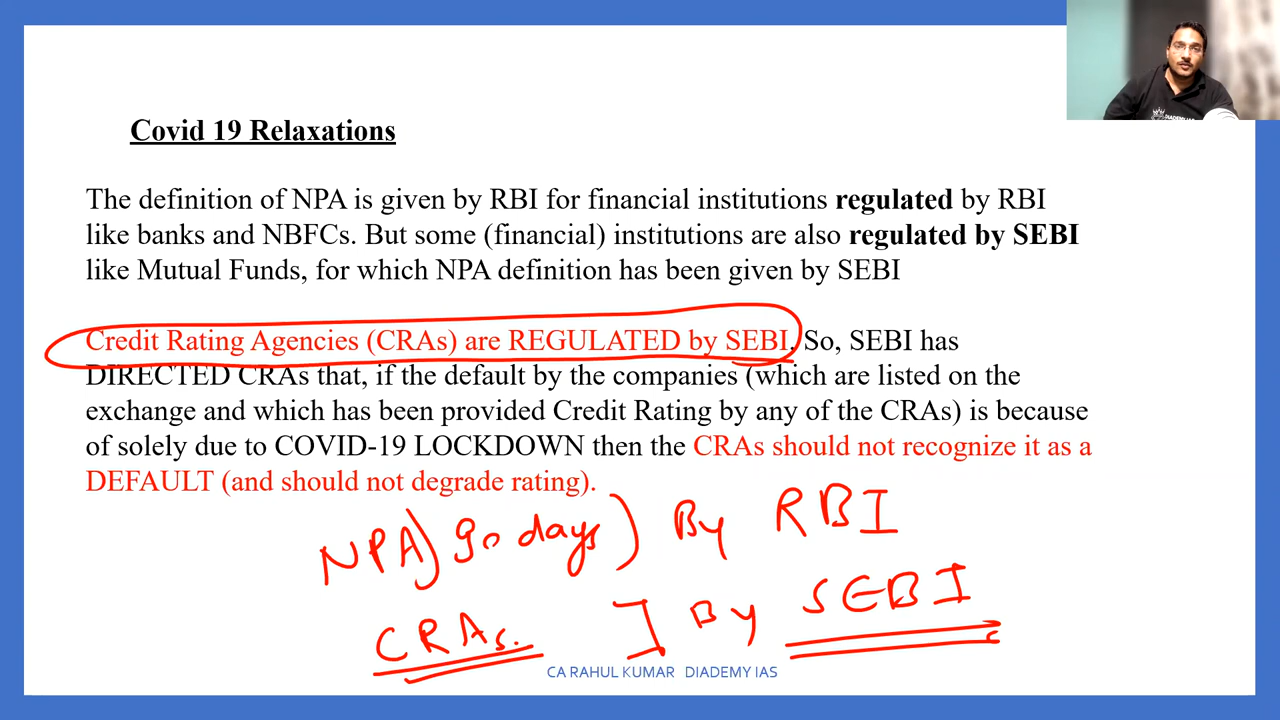 DIADEMY IAS
Covid 19 Relaxations
The definition of NPA is given by RBI for financial institutions regulated by RBI
like banks and NBFCs. But some (financial) institutions are also regulated by SEBI
like Mutual Funds, for which NPA definition has been given by SEBI
Credit Rating Agencies (CRAs) are REGULATED by SEBI. So, SEBI has
DIRECTED CRAs that, if the default by the companies (which are listed on the
exchange and which has been provided Credit Rating by any of the CRAs) is because
of solely due to COVID-19 LOCKDOWN then the CRAs should not recognize it as a
DEFAULT (and should not degrade rating).
NPA) 90 days) By RBI
CRAs. ] By SEBI
CA RAHUL KUMAR DIADEMY IAS